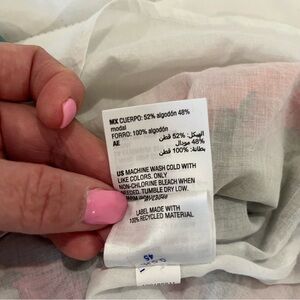 MX CUERPO: 52% algodón 48%
modal
FORRO: 100% algodón
AE
الهيكل: 52% قطن
48% مودال
بطانة: 100% قطن
US MACHINE WASH COLD WITH
LIKE COLORS. ONLY
NON-CHLORINE BLEACH WHEN
NEEDED. TUMBLE DRY LOW.
WARM
LABEL MADE WITH
100% RECYCLED MATERIAL